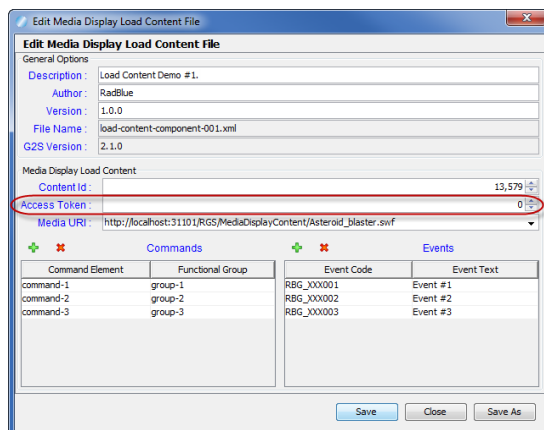 Edit Media Display Load Content File
Edit Media Display Load Content File
General Options
Description : Load Content Demo #1.
Author : RadBlue
Version : 1.0.0
File Name : load-content-component-001.xml
G2S Version : 2.1.0
Media Display Load Content
Content Id : 13,579
Access Token : 0
Media URI : http://localhost:31101/RGS/MediaDisplayContent/Asteroid_blaster.swf
Commands Events
Command Element Functional Group Event Code Event Text
command-1 group-1 RBG_XXX001 Event #1
command-2 group-2 RBG_XXX002 Event #2
command-3 group-3 RBG_XXX003 Event #3
Save Close Save As